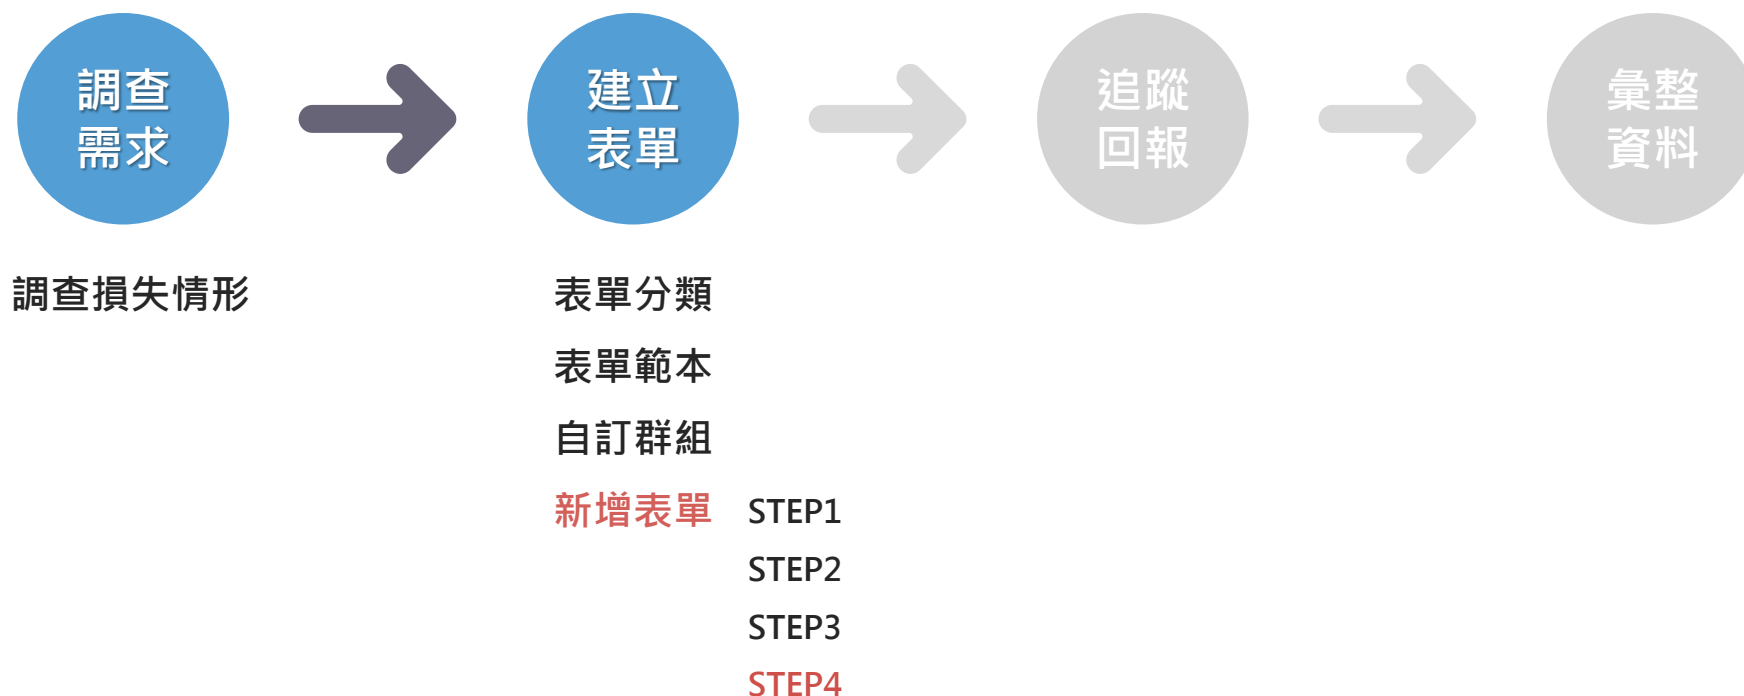 調查
需求
建立
表單
追蹤
回報
彙整
資料
調查損失情形
表單分類
表單範本
自訂群組
新增表單 STEP1
STEP2
STEP3
STEP4